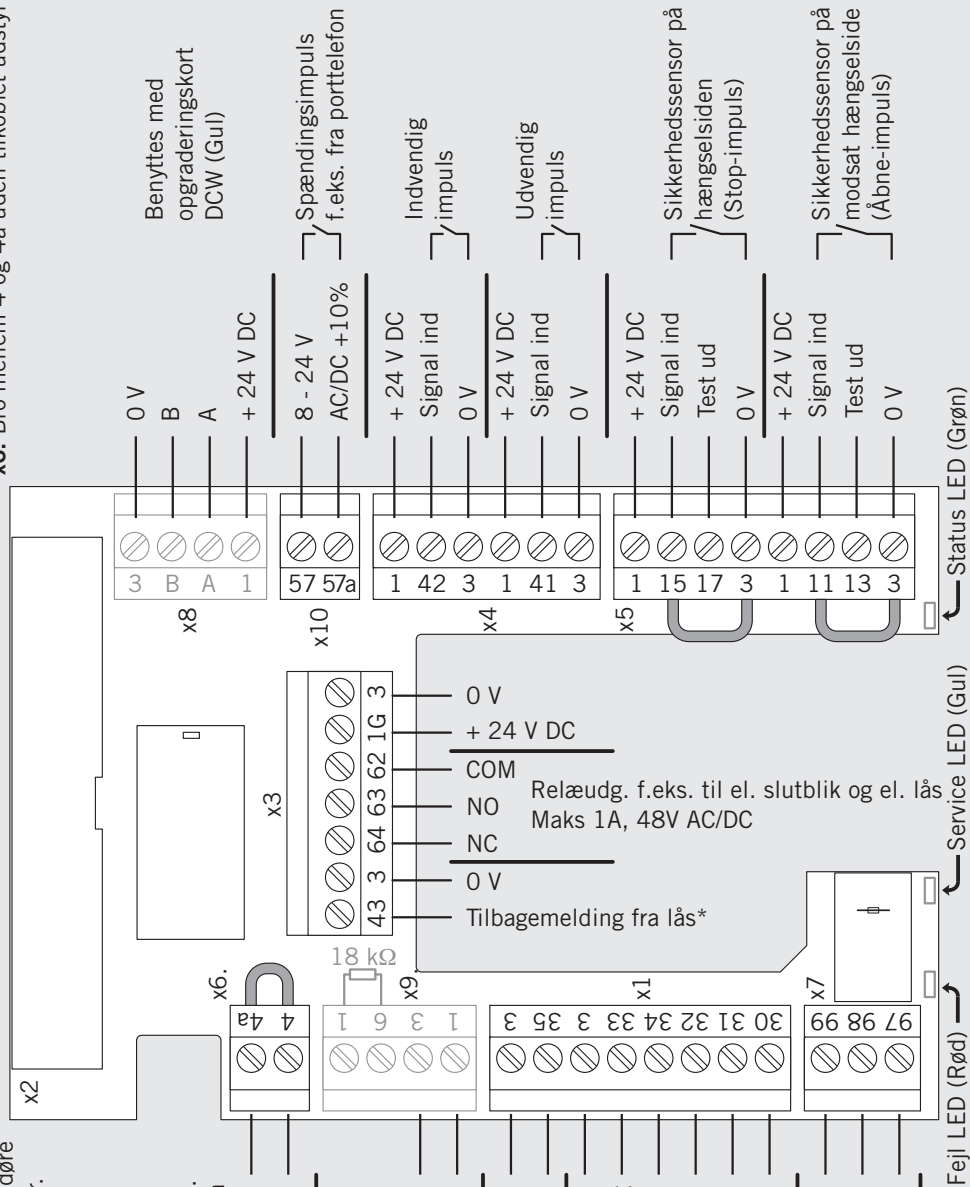 x6. Bro mellem 4 og 4a uden tilkoblet udstyr
døre
x2
Benyttes med
opgraderingskort
DCW (Gul)
0 V
B
A
+ 24 V DC
3
B
A
1
x8
Spændingsimpuls
f.eks. fra porttelefon
8 - 24 V
AC/DC +10%
57
57a
x10
Indvendig
impuls
+ 24 V DC
Signal ind
0 V
1
42
3
Udvendig
impuls
+ 24 V DC
Signal ind
0 V
1
41
3
x4
Sikkerhedssensor på
hængselsiden
(Stop-impuls)
+ 24 V DC
Signal ind
Test ud
0 V
1
15
17
3
x5
Sikkerhedssensor på
modsat hængselside
(Åbne-impuls)
+ 24 V DC
Signal ind
Test ud
0 V
1
11
13
3
x3
3
1G
62
63
64
3
43
0 V
+ 24 V DC
COM
NO
NC
0 V
Tilbagemelding fra lås*
Relæudg. f.eks. til el. slutblik og el. lås
Maks 1A, 48V AC/DC
x6.
4a
4
18 kΩ
x9.
1
6
3
1
x1
3
35
3
33
34
32
31
30
x7
99
98
97
Fejl LED (Rød)
Service LED (Gul)
Status LED (Grøn)